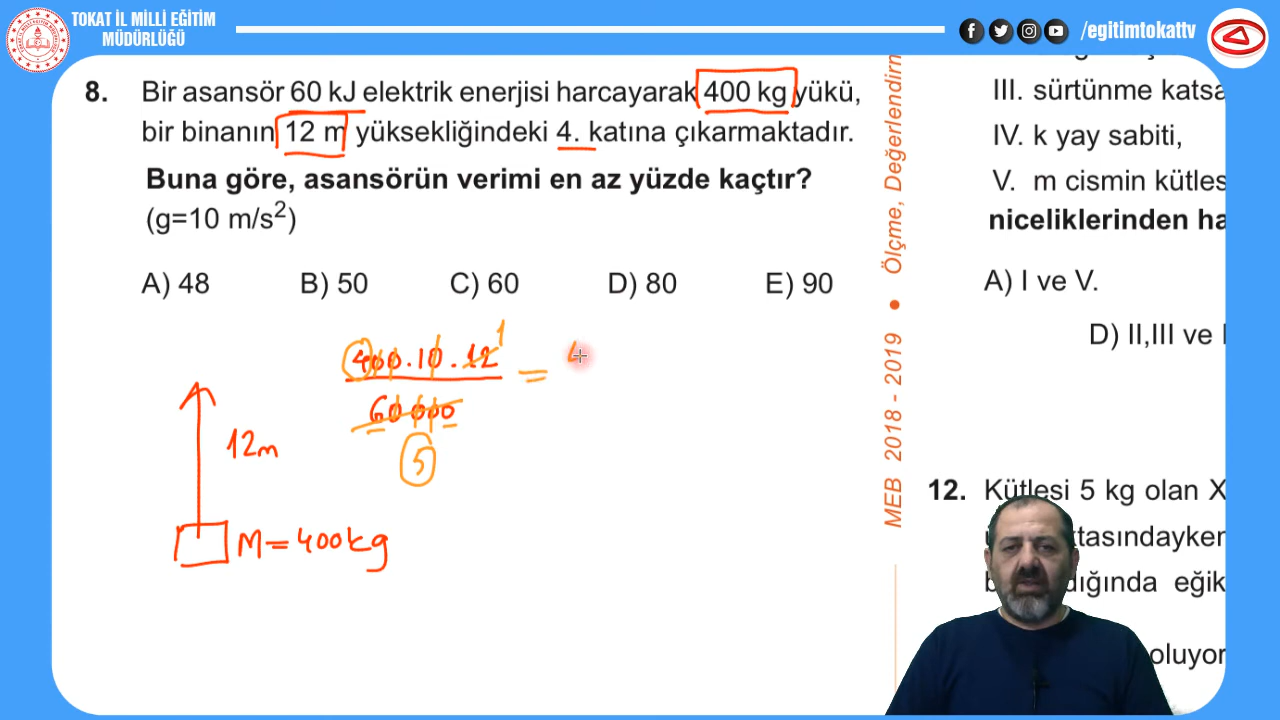 TOKAT İL MİLLİ EĞİTİM
MÜDÜRLÜĞÜ
/egitimtokattv
8. Bir asansör 60 kJ elektrik enerjisi harcayarak 400 kg yükü,
bir binanın 12 m yüksekliğindeki 4. katına çıkarmaktadır.
Buna göre, asansörün verimi en az yüzde kaçtır?
(g=10 m/s²)
A) 48 B) 50 C) 60 D) 80 E) 90
400.10.12 1
=
60000
5
12m
M=400kg
MEB 2018 - 2019 • Ölçme, Değerlendirm
III. sürtünme katsa
IV. k yay sabiti,
V. m cismin kütles
niceliklerinden ha
A) I ve V.
D) II,III ve
12. Kütlesi 5 kg olan X
ktasındayken
dığında eğik
oluyor